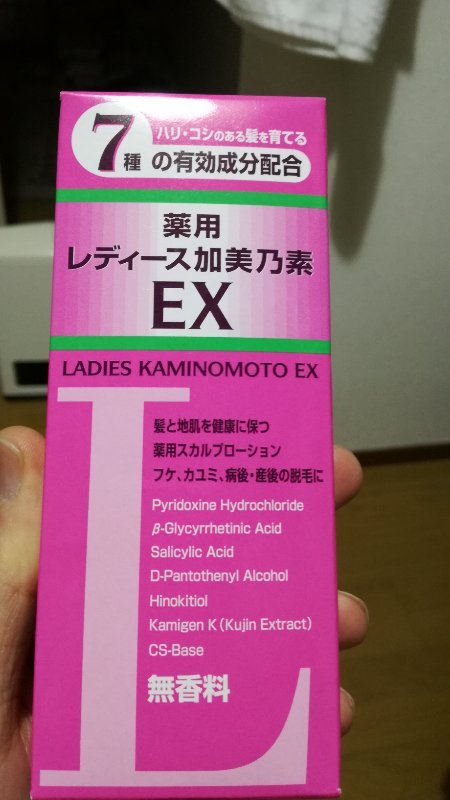 ハリ・コシのある髪を育てる
7種の有効成分配合
薬用
レディース加美乃素
EX
LADIES KAMINOMOTO EX
L
髪と地肌を健康に保つ
薬用スカルプローション
フケ、カユミ、病後・産後の脱毛に
Pyridoxine Hydrochloride
β-Glycyrrhetinic Acid
Salicylic Acid
D-Pantothenyl Alcohol
Hinokitiol
Kamigen K (Kujin Extract)
CS-Base
無香料